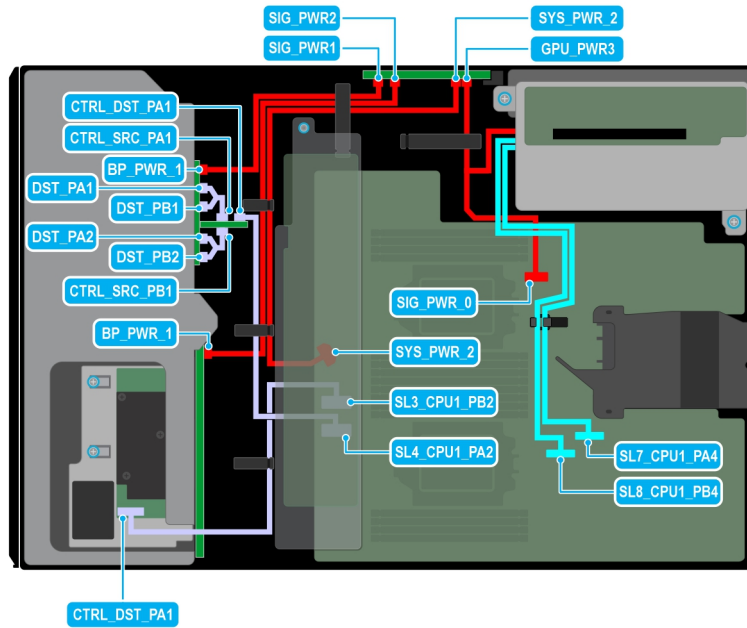 SIG_PWR2
SYS_PWR_2
SIG_PWR1
GPU_PWR3
CTRL_DST_PA1
CTRL_SRC_PA1
BP_PWR_1
DST_PA1
DST_PB1
DST_PA2
DST_PB2
CTRL_SRC_PB1
SIG_PWR_0
BP_PWR_1
SYS_PWR_2
SL3_CPU1_PB2
SL4_CPU1_PA2
SL7_CPU1_PA4
SL8_CPU1_PB4
CTRL_DST_PA1